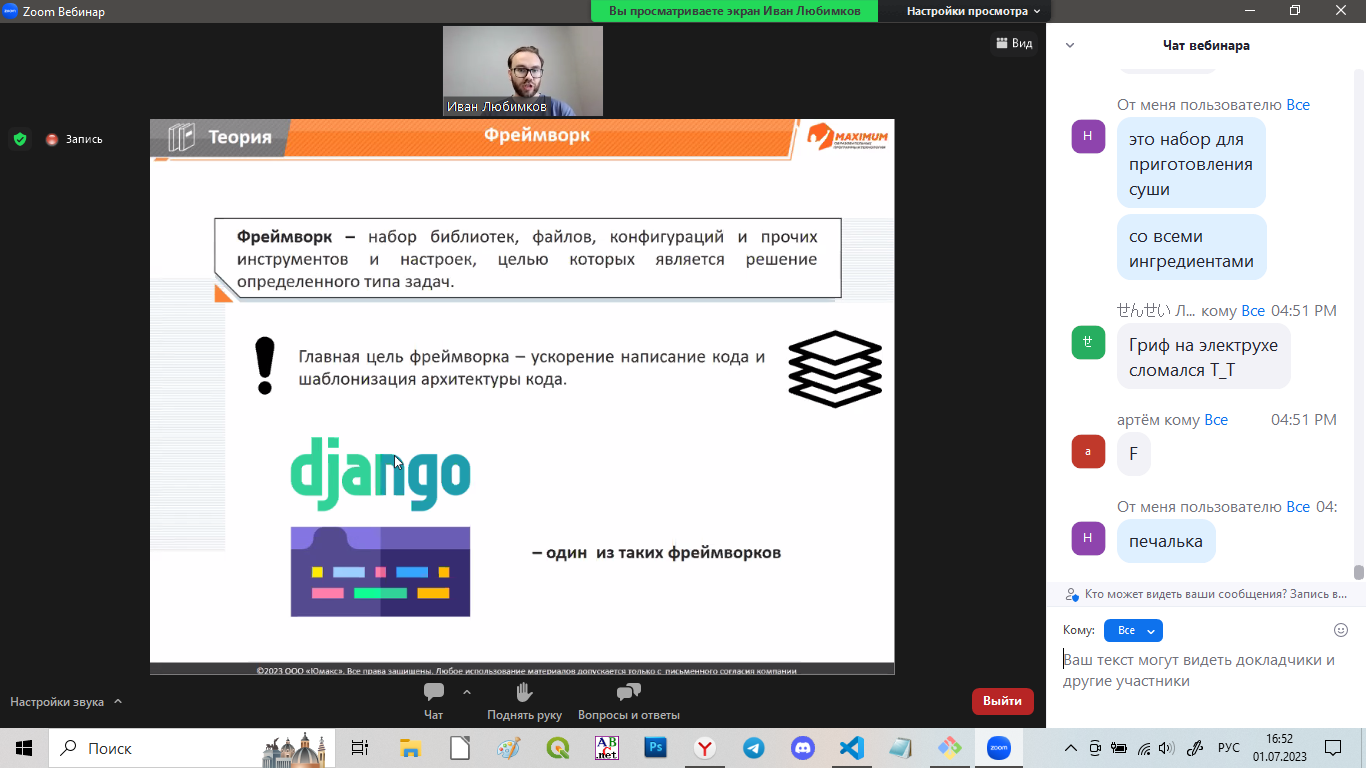 Zoom Вебинар
Вы просматриваете экран Иван Любимков
Настройки просмотра
Вид
Иван Любимков
Запись
Теория
Фреймворк
MAXIMUM
Фреймворк – набор библиотек, файлов, конфигураций и прочих
инструментов и настроек, целью которых является решение
определенного типа задач.
Главная цель фреймворка – ускорение написание кода и
шаблонизация архитектуры кода.
django
– один из таких фреймворков
©2023 ООО «Юмакс». Все права защищены. Любое использование материалов допускается только с письменного согласия компании
Настройки звука
Чат
Поднять руку
Вопросы и ответы
Выйти
Чат вебинара
От меня пользователю Все
Н
это набор для
приготовления
суши
со всеми
ингредиентами
せんせい Л... кому Все 04:51 PM
せ
Гриф на электрухе
сломался Т_Т
артём кому Все 04:51 PM
а
F
От меня пользователю Все 04:
Н
печалька
Кто может видеть ваши сообщения? Запись в...
Кому: Все
Ваш текст могут видеть докладчики и
другие участники
Поиск
ABC
.net
Ps
Y
zoom
РУС
16:52
01.07.2023